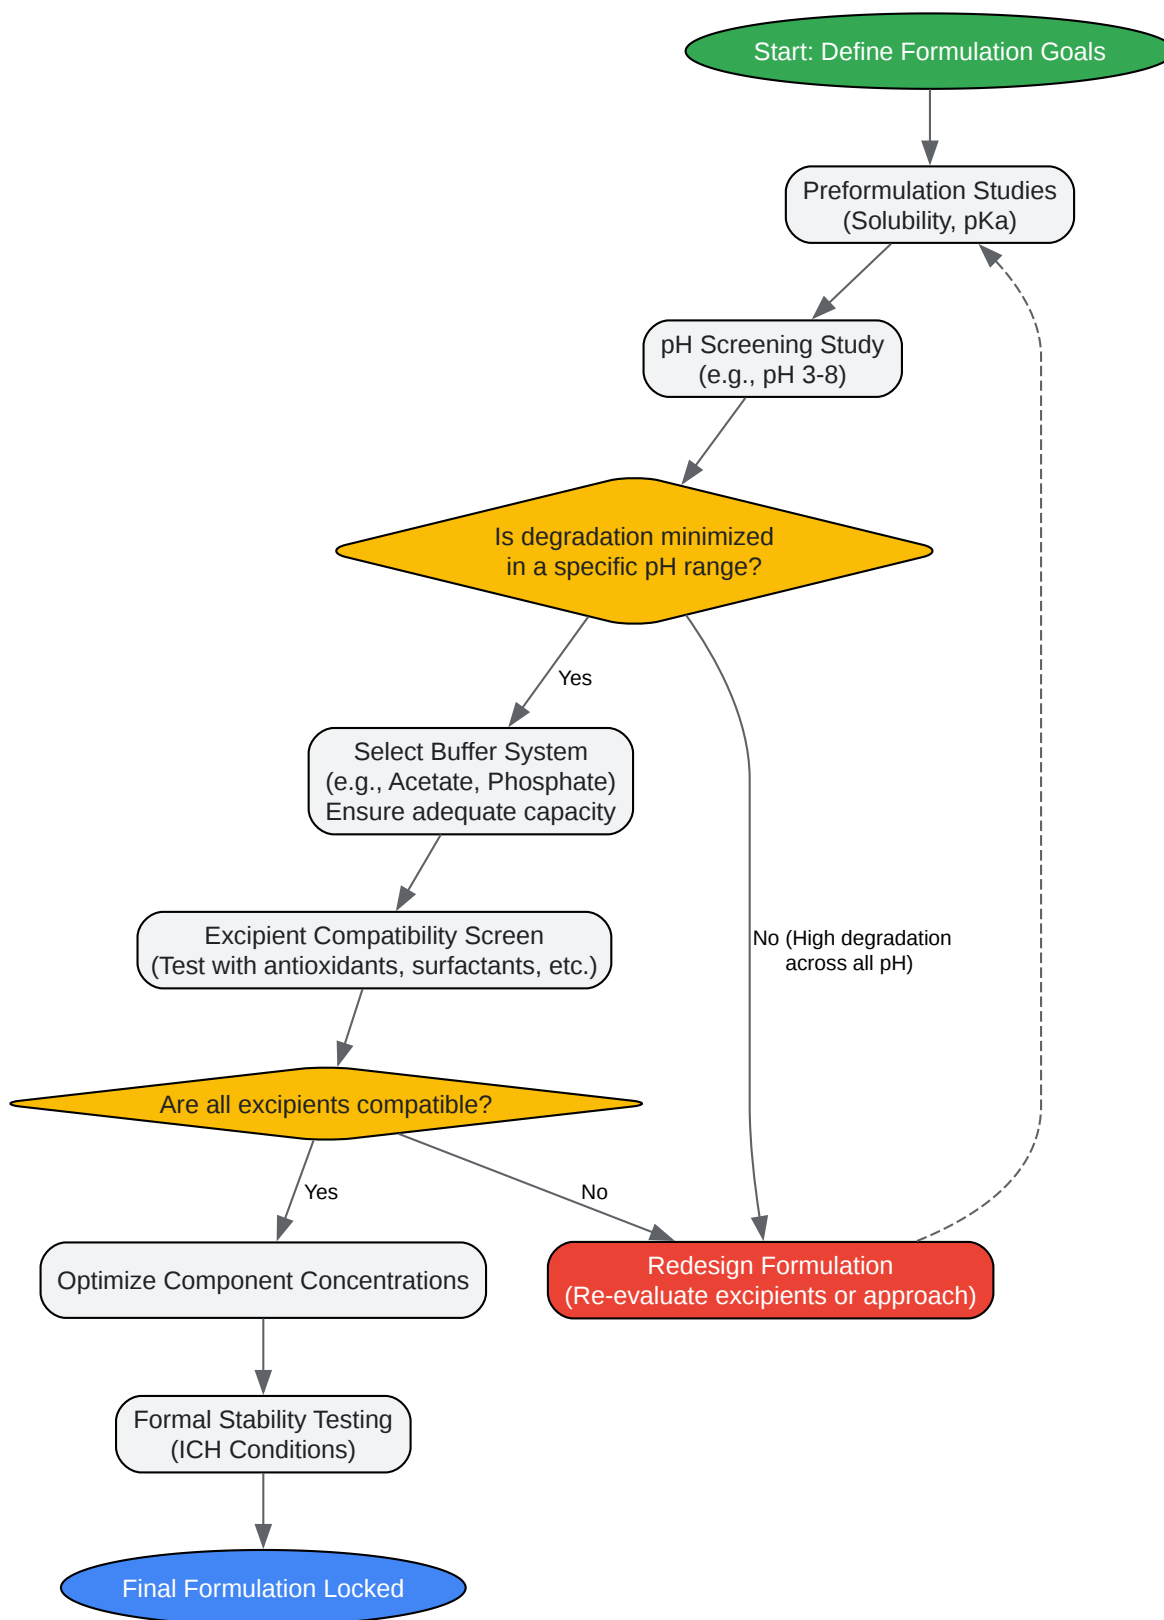 Start: Define Formulation Goals
Preformulation Studies
(Solubility, pKa)
pH Screening Study
(e.g., pH 3-8)
Is degradation minimized
in a specific pH range?
Yes
Select Buffer System
(e.g., Acetate, Phosphate)
Ensure adequate capacity
Excipient Compatibility Screen
(Test with antioxidants, surfactants, etc.)
No (High degradation
across all pH)
Are all excipients compatible?
Yes
No
Optimize Component Concentrations
Redesign Formulation
(Re-evaluate excipients or approach)
Formal Stability Testing
(ICH Conditions)
Final Formulation Locked